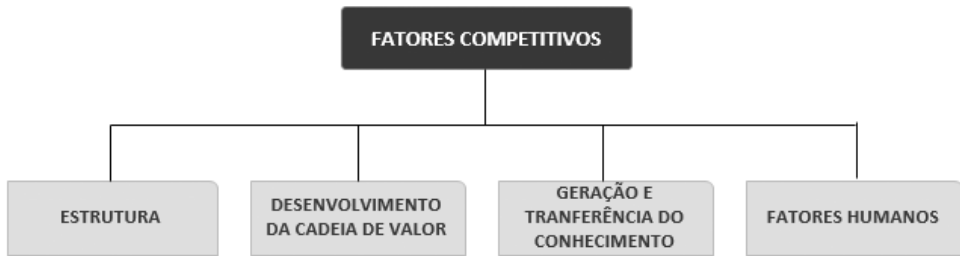 FATORES COMPETITIVOS
ESTRUTURA
DESENVOLVIMENTO
DA CADEIA DE VALOR
GERAÇÃO E
TRANFERÊNCIA DO
CONHECIMENTO
FATORES HUMANOS